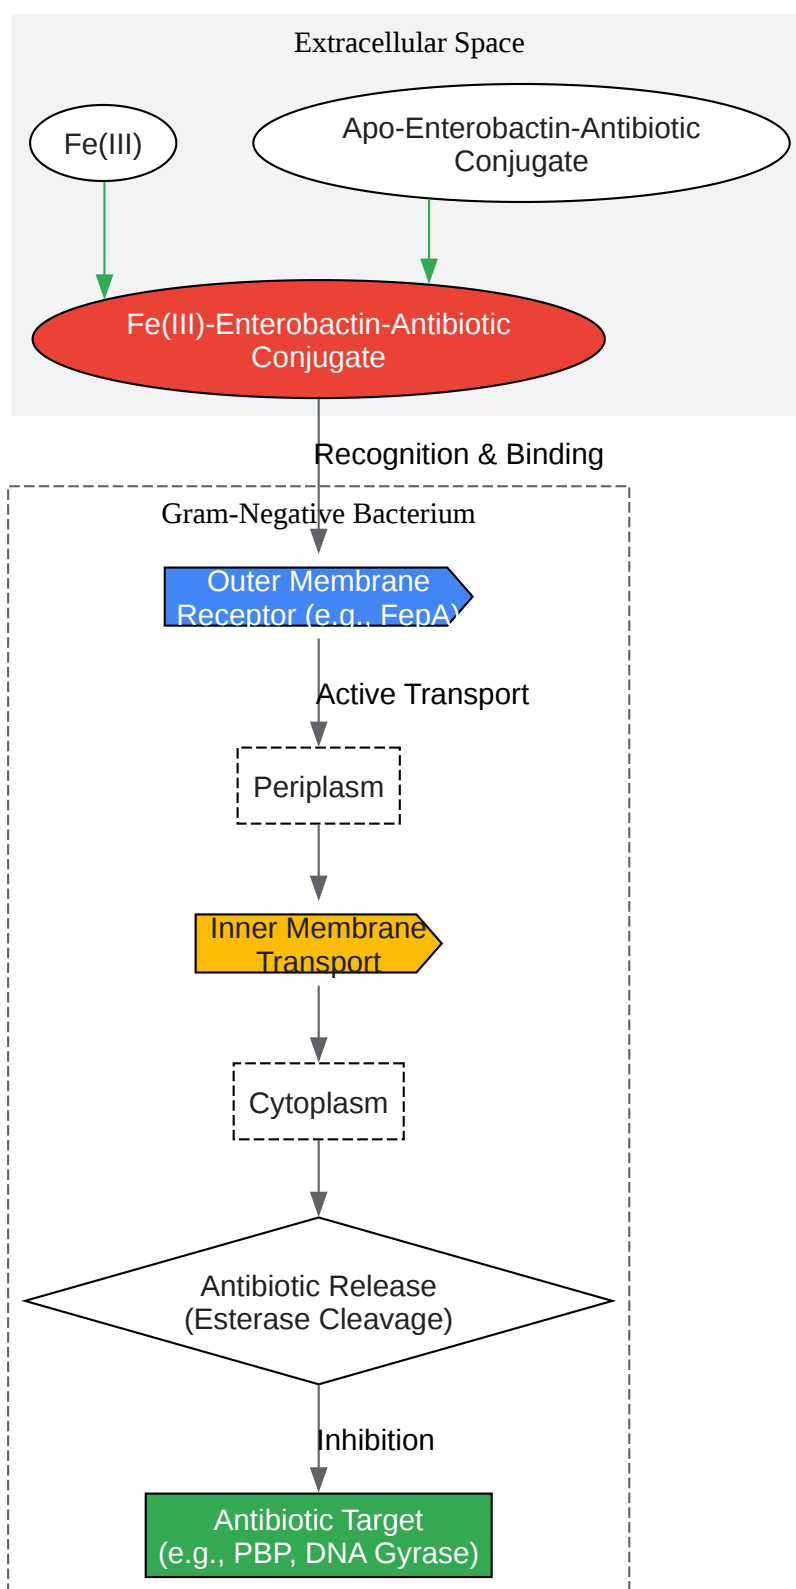 Extracellular Space
Fe(III)
Apo-Enterobactin-Antibiotic
Conjugate
Fe(III)-Enterobactin-Antibiotic
Conjugate
Recognition & Binding
Gram-Negative Bacterium
Outer Membrane
Receptor (e.g., FepA)
Active Transport
Periplasm
Inner Membrane
Transport
Cytoplasm
Antibiotic Release
(Esterase Cleavage)
Inhibition
Antibiotic Target
(e.g., PBP, DNA Gyrase)